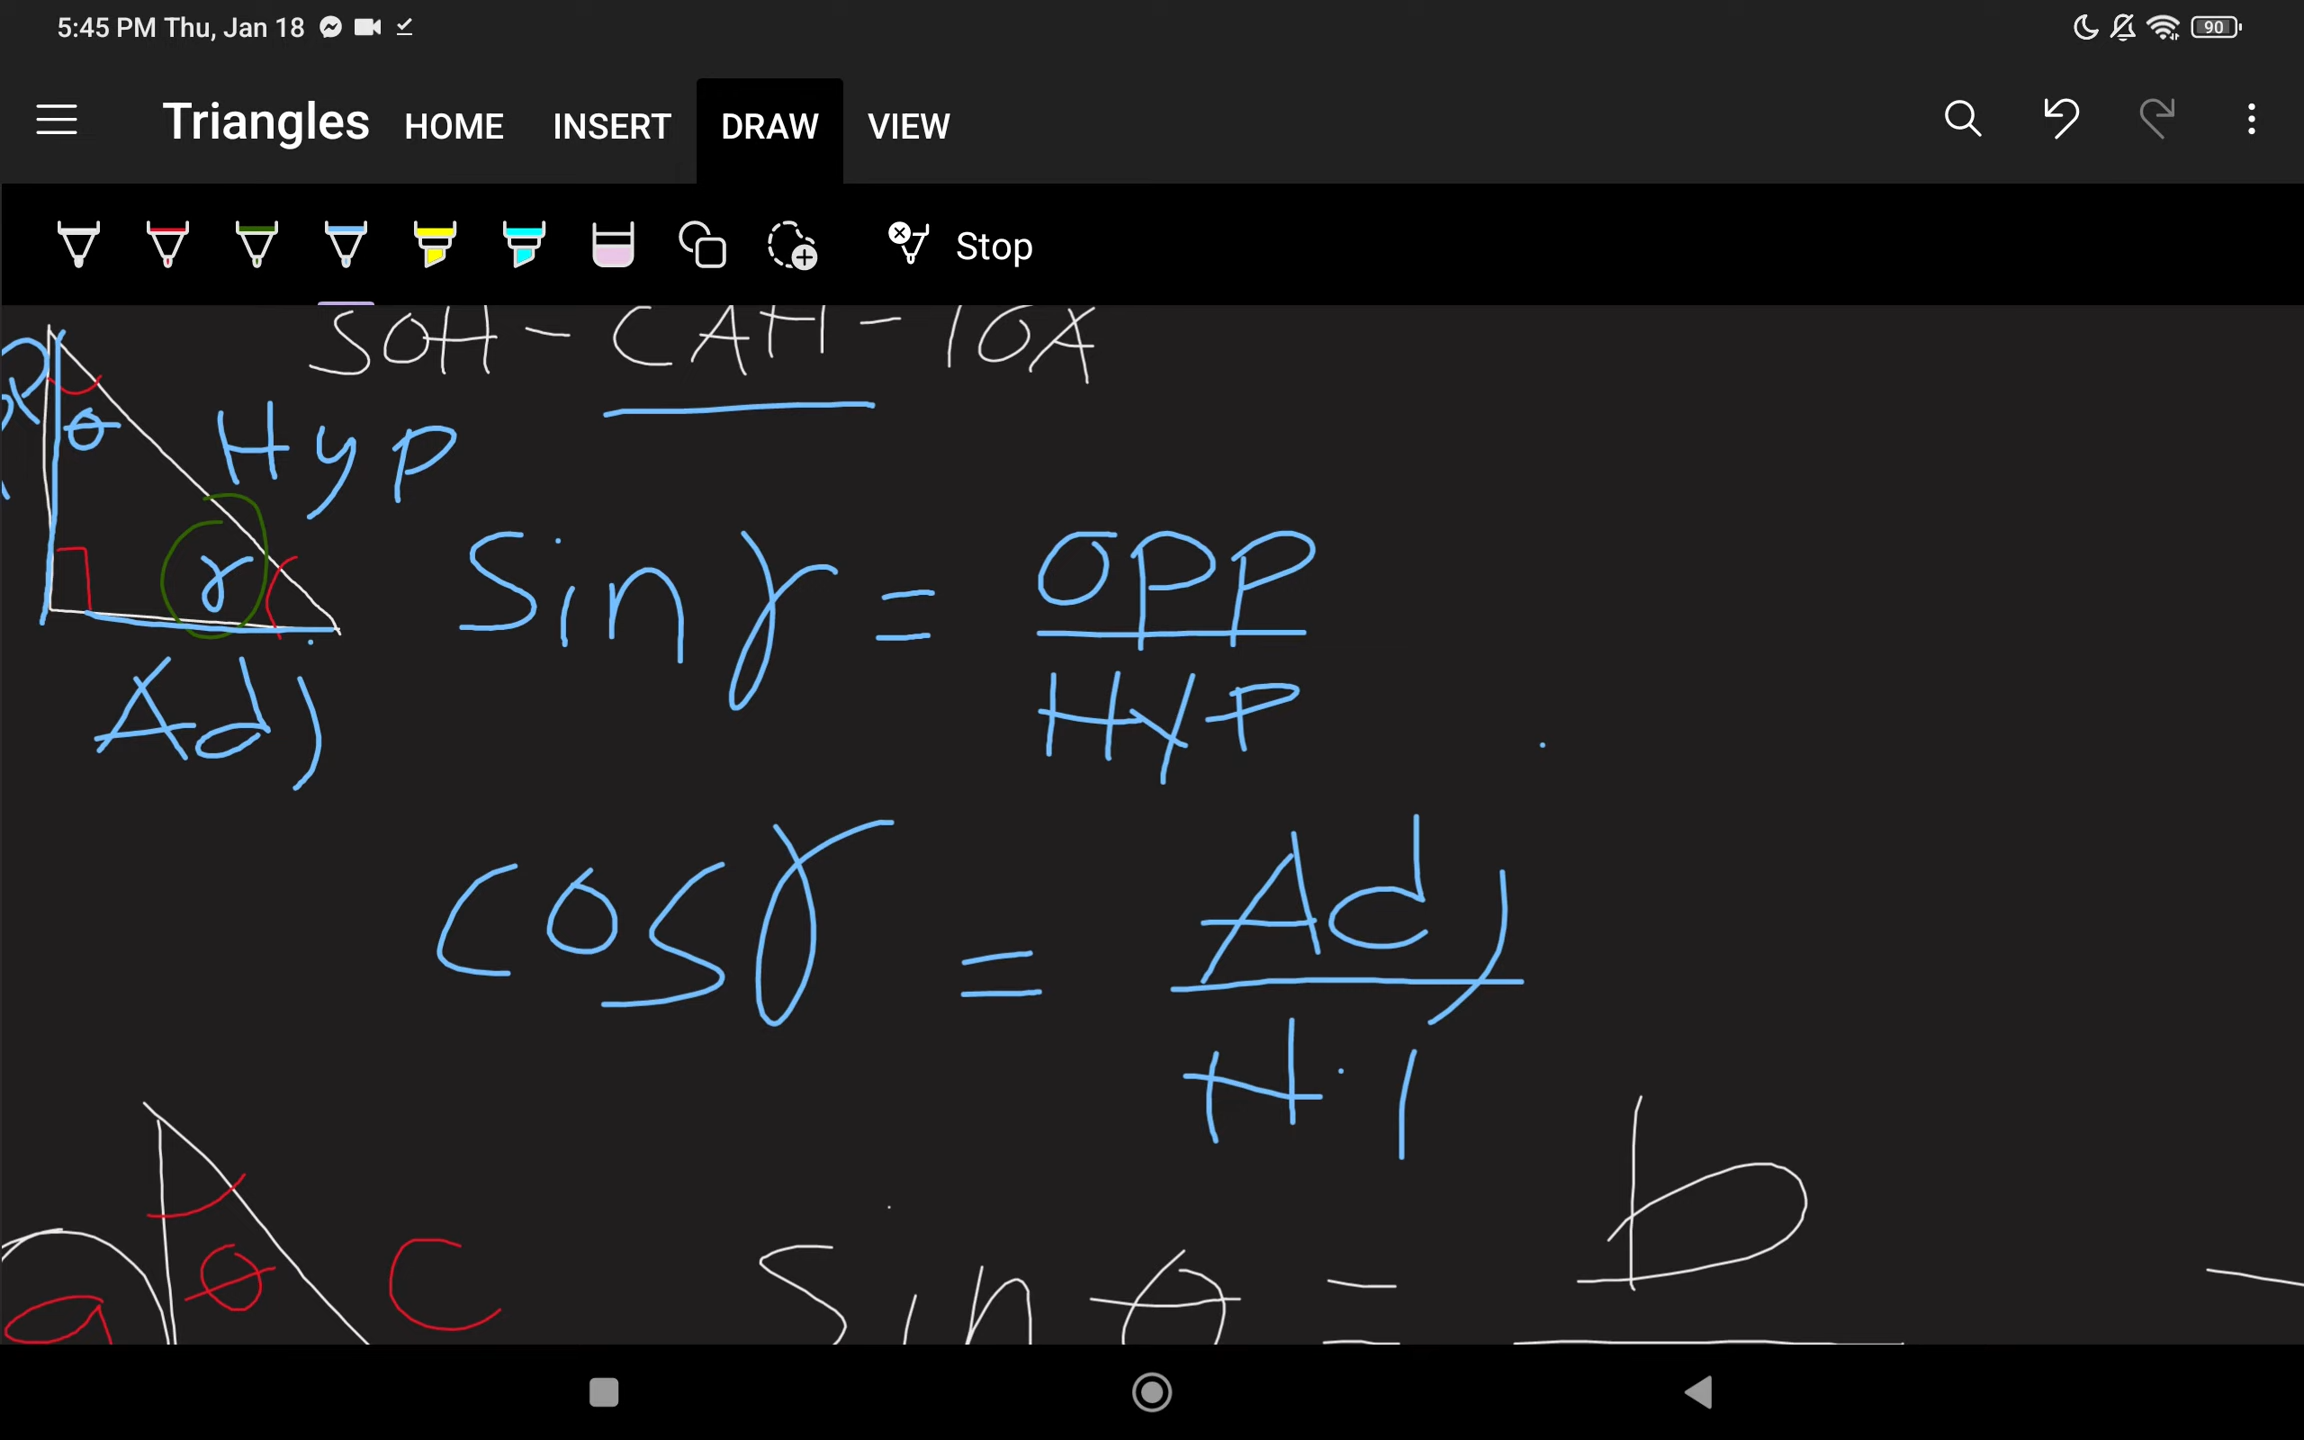 5:45 PM Thu, Jan 18
90
Triangles HOME INSERT DRAW VIEW
Stop
SOH - CAH - TOA
θ Hyp
γ
Adj
Sin γ = OPP
HYP
cos γ = Adj
H
θ c
a
Sin θ = b